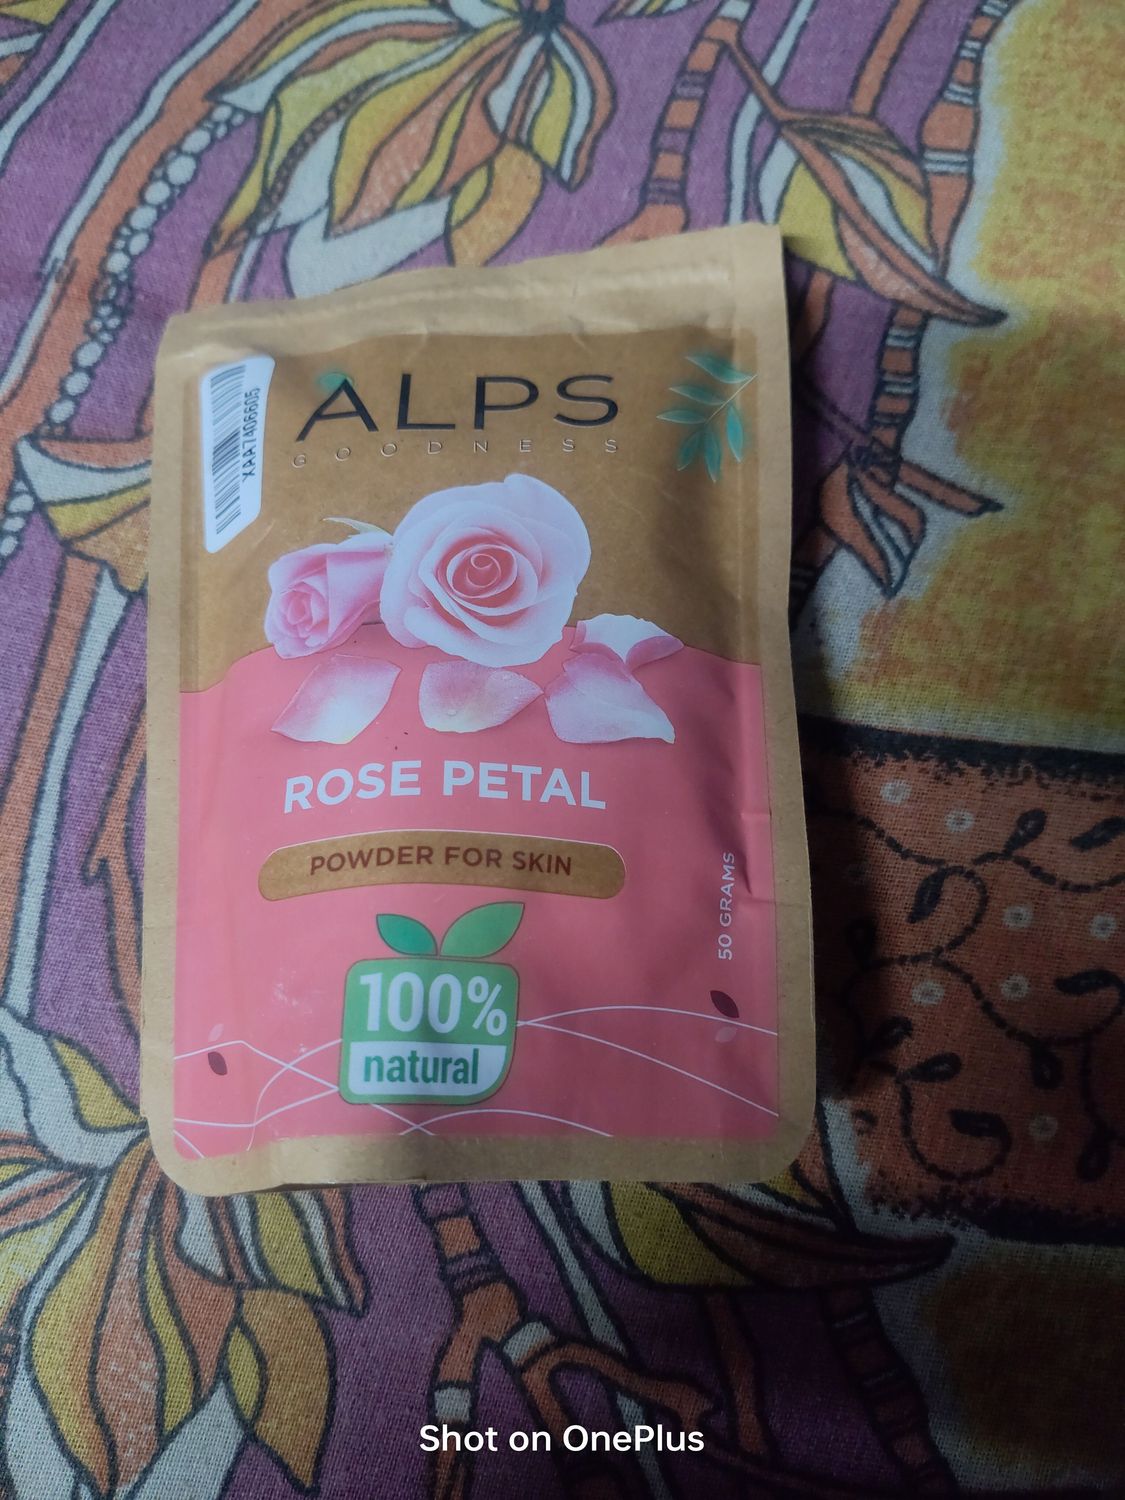 ALPS
GOODNESS
XAA7406605
ROSE PETAL
POWDER FOR SKIN
50 GRAMS
100%
natural
Shot on OnePlus